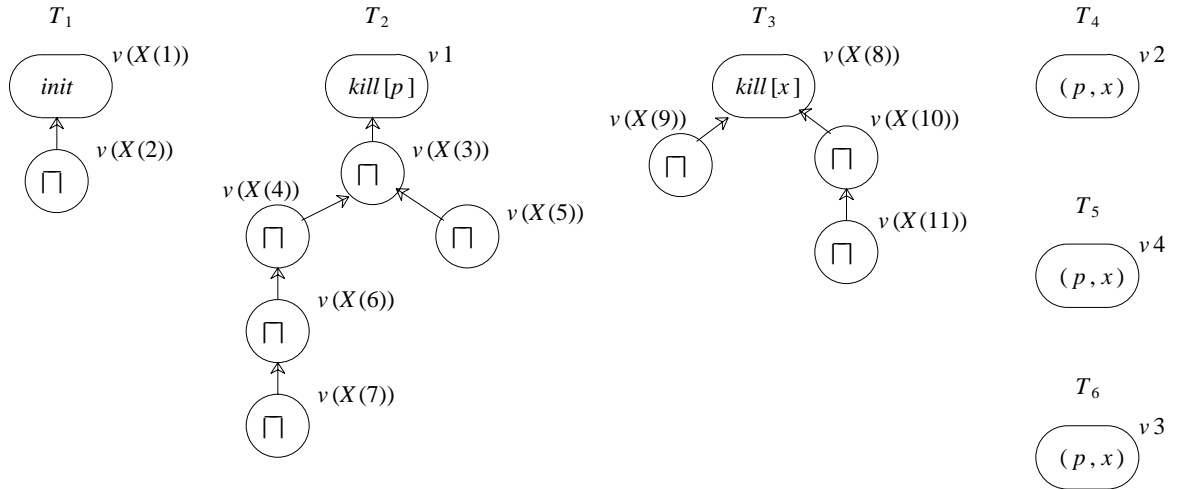 T1 T2 T3 T4
v(X(1)) v1 v(X(8)) v2
init kill[p] kill[x] (p,x)
v(X(2)) v(X(3)) v(X(9)) v(X(10))
⊓ ⊓ ⊓ ⊓
v(X(4)) v(X(5)) v(X(11)) T5
⊓ ⊓ ⊓ v4
(p,x)
v(X(6))
⊓
v(X(7)) T6
⊓ v3
(p,x)